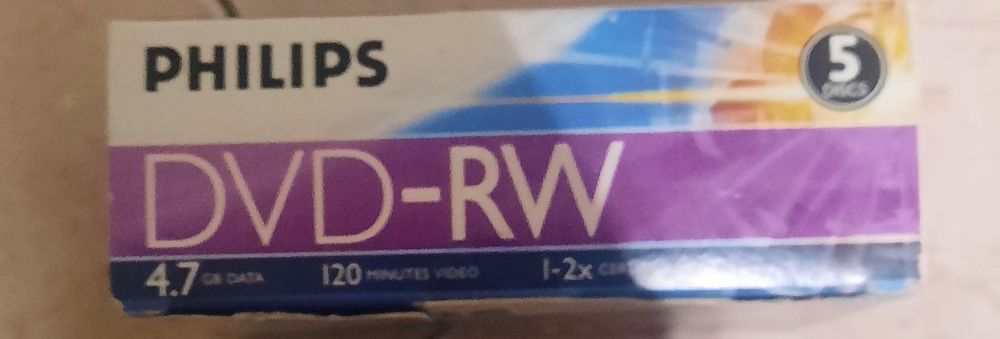 PHILIPS
5
DISCS
DVD-RW
4.7 GB DATA 120 MINUTES VIDEO 1-2x